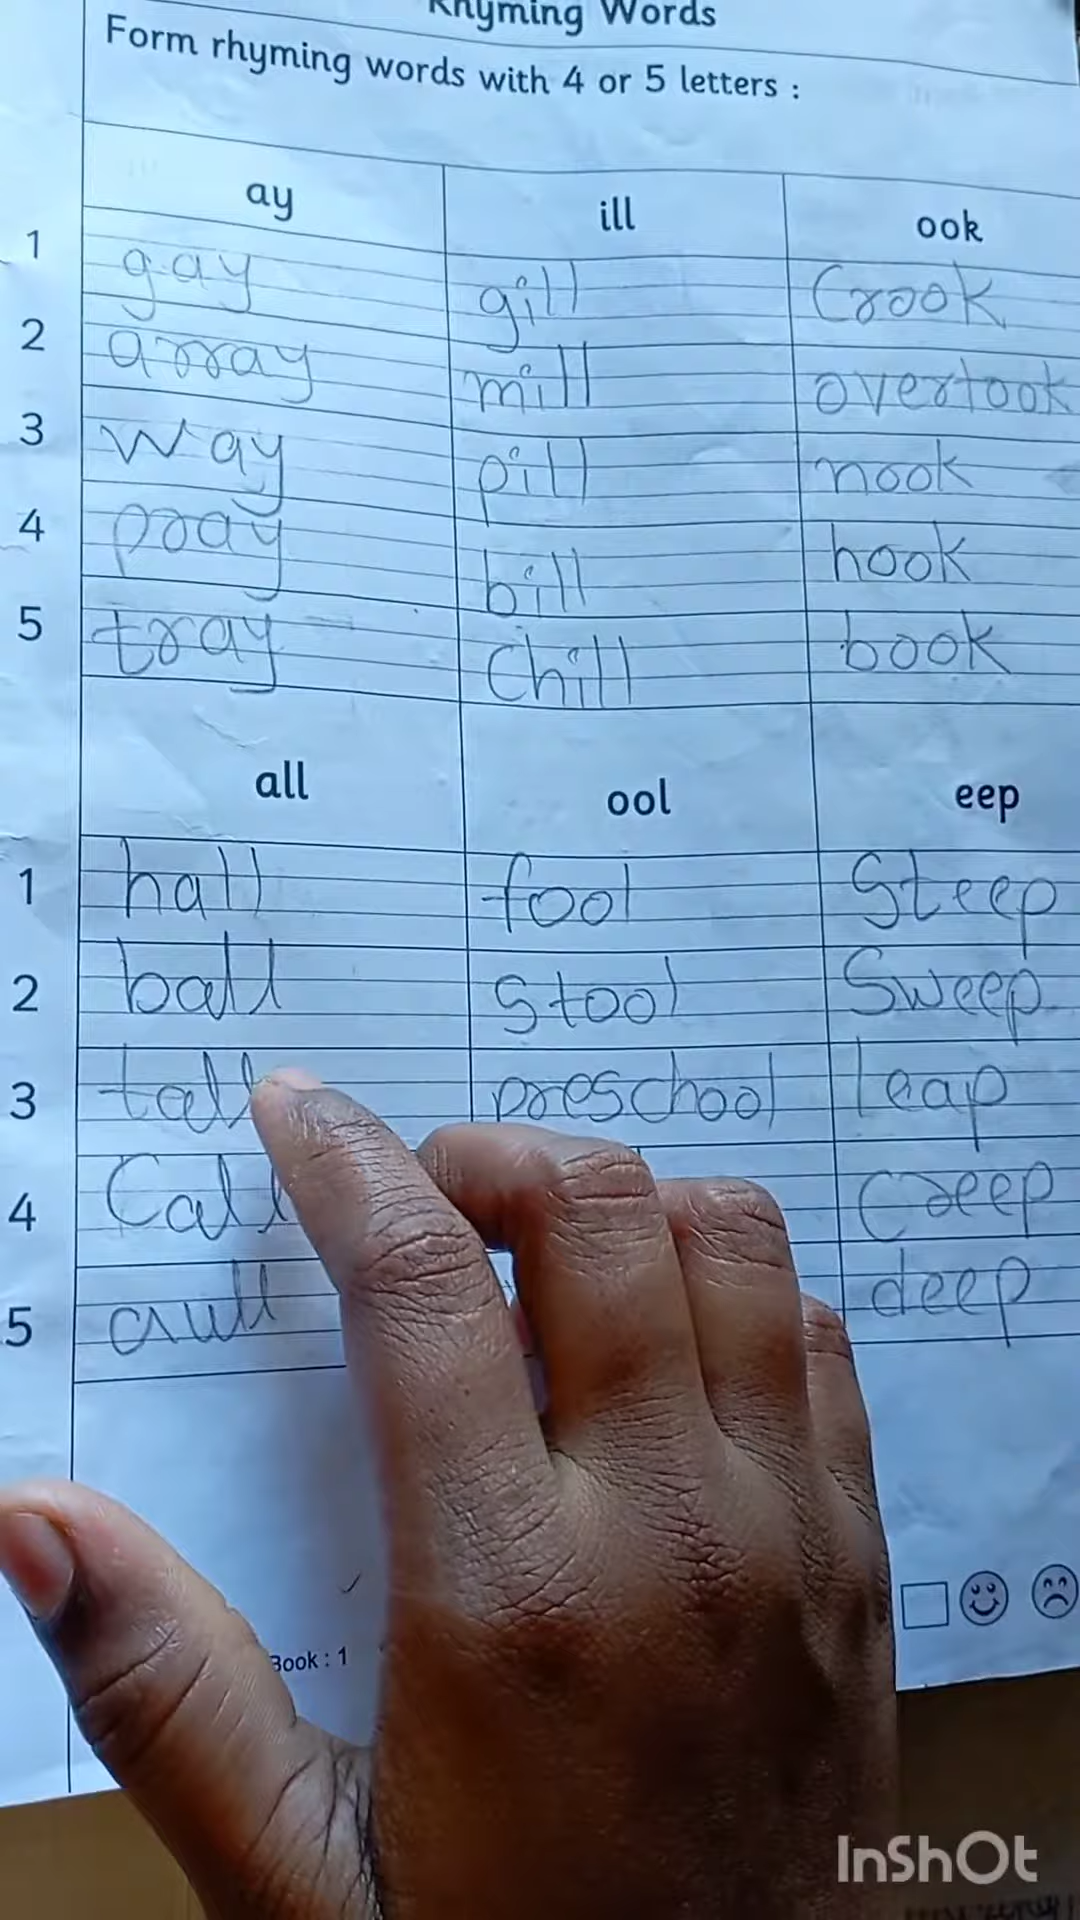 Rhyming Words
Form rhyming words with 4 or 5 letters :
ay ill ook
1 gay gill Crook
2 array mill overtook
3 way pill nook
4 pray bill hook
5 tray Chill book
all ool eep
1 hall fool Steep
2 ball stool Sweep
3 tall preschool leap
4 Call Creep
5 deep
Book : 1
InShOt